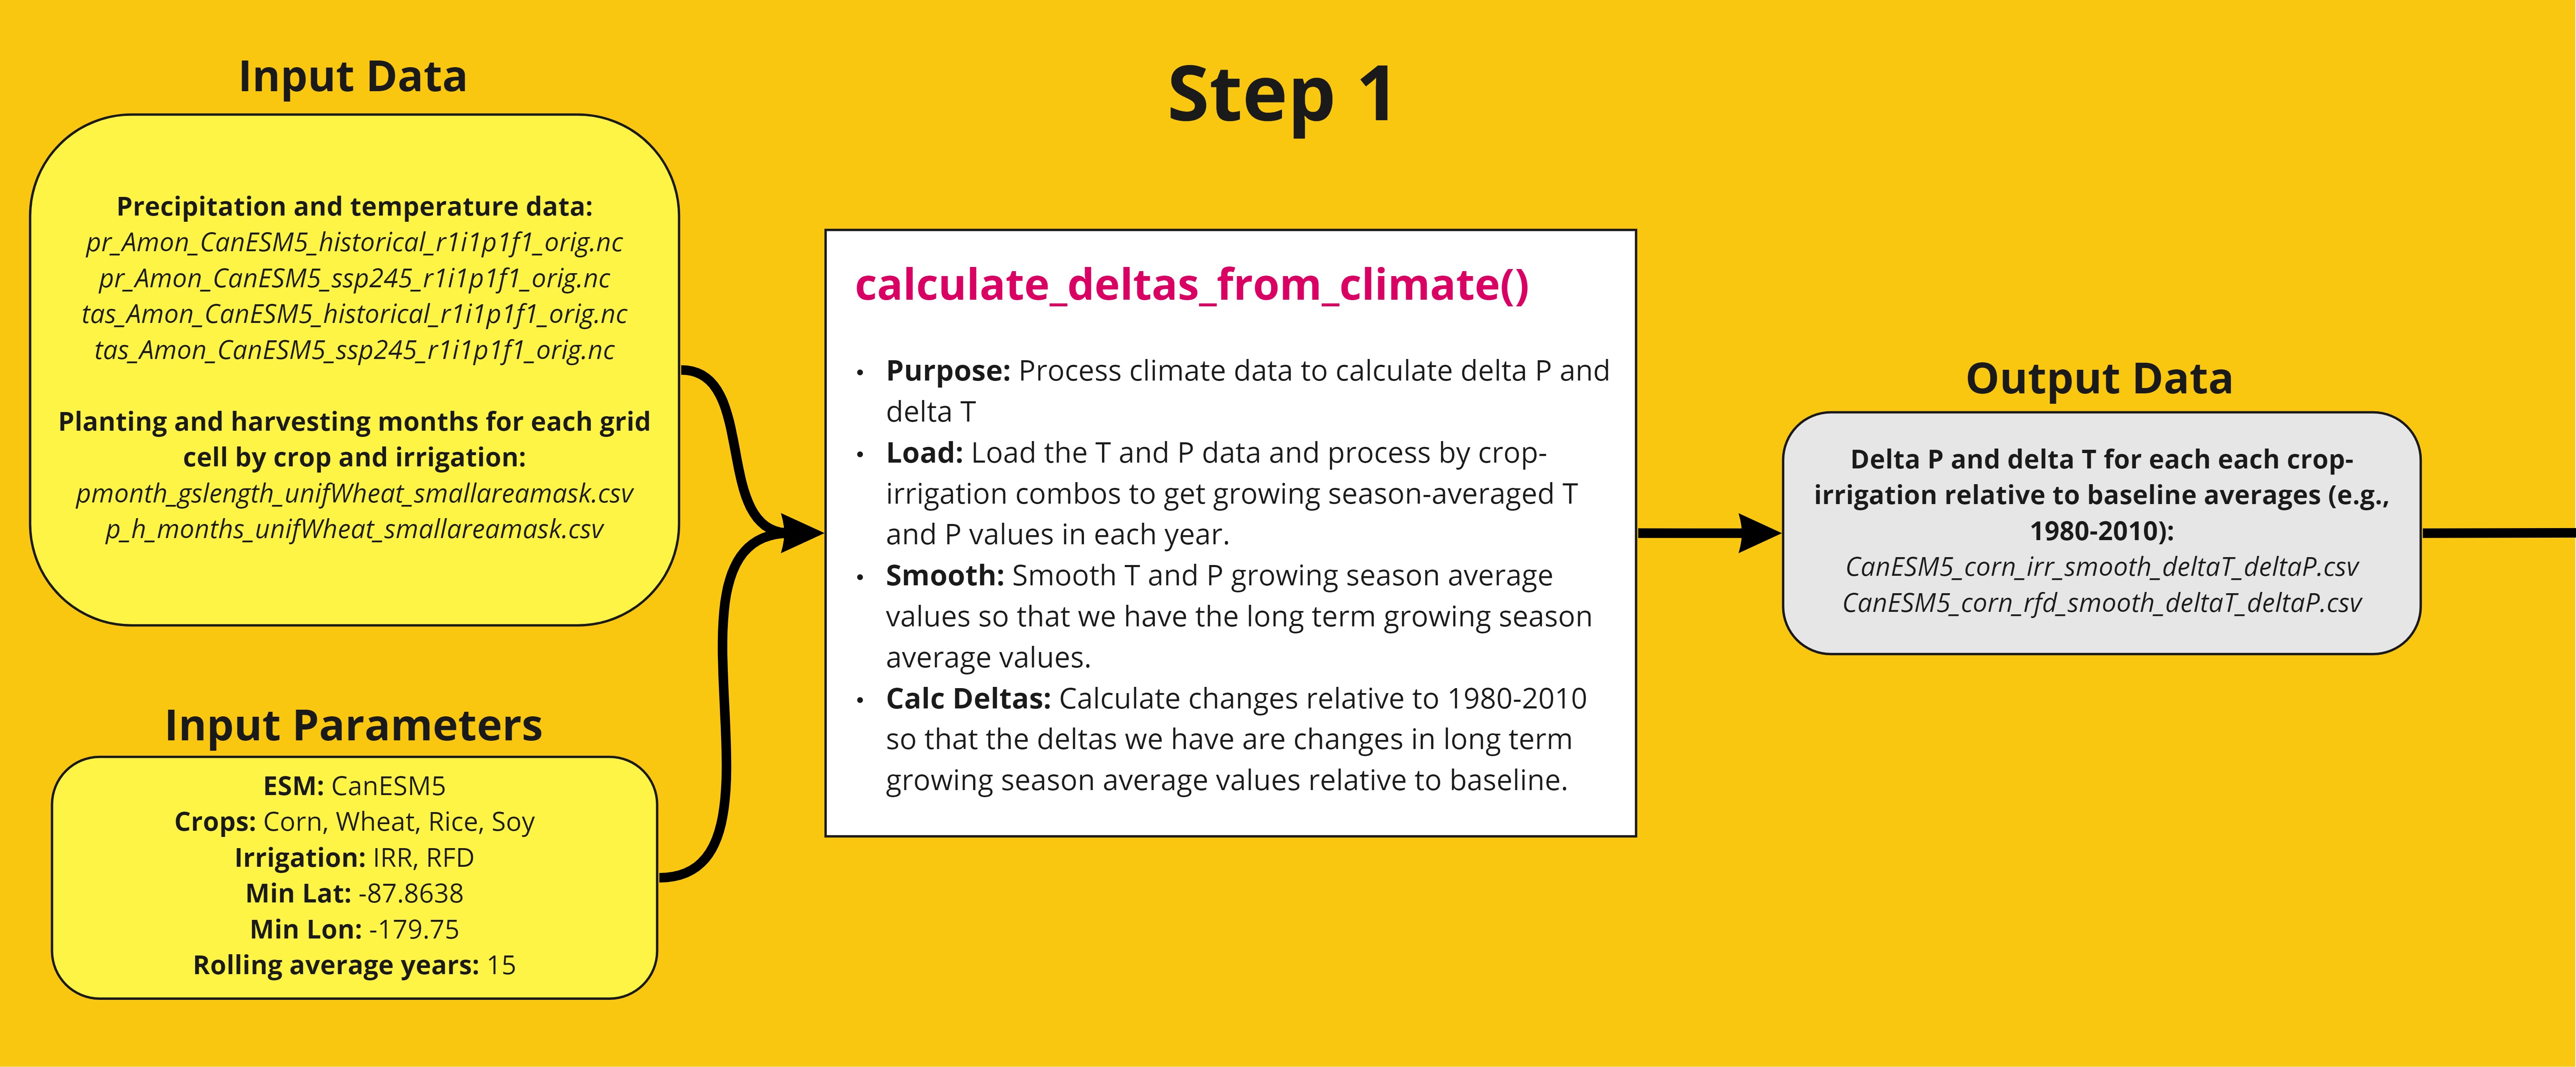 Step 1
Input Data
Precipitation and temperature data:
pr_Amon_CanESM5_historical_r1i1p1f1_orig.nc
pr_Amon_CanESM5_ssp245_r1i1p1f1_orig.nc
tas_Amon_CanESM5_historical_r1i1p1f1_orig.nc
tas_Amon_CanESM5_ssp245_r1i1p1f1_orig.nc
Planting and harvesting months for each grid
cell by crop and irrigation:
pmonth_gslength_unifWheat_smallareamask.csv
p_h_months_unifWheat_smallareamask.csv
Input Parameters
ESM: CanESM5
Crops: Corn, Wheat, Rice, Soy
Irrigation: IRR, RFD
Min Lat: -87.8638
Min Lon: -179.75
Rolling average years: 15
calculate_deltas_from_climate()
• Purpose: Process climate data to calculate delta P and
delta T
• Load: Load the T and P data and process by crop-
irrigation combos to get growing season-averaged T
and P values in each year.
• Smooth: Smooth T and P growing season average
values so that we have the long term growing season
average values.
• Calc Deltas: Calculate changes relative to 1980-2010
so that the deltas we have are changes in long term
growing season average values relative to baseline.
Output Data
Delta P and delta T for each each crop-
irrigation relative to baseline averages (e.g.,
1980-2010):
CanESM5_corn_irr_smooth_deltaT_deltaP.csv
CanESM5_corn_rfd_smooth_deltaT_deltaP.csv